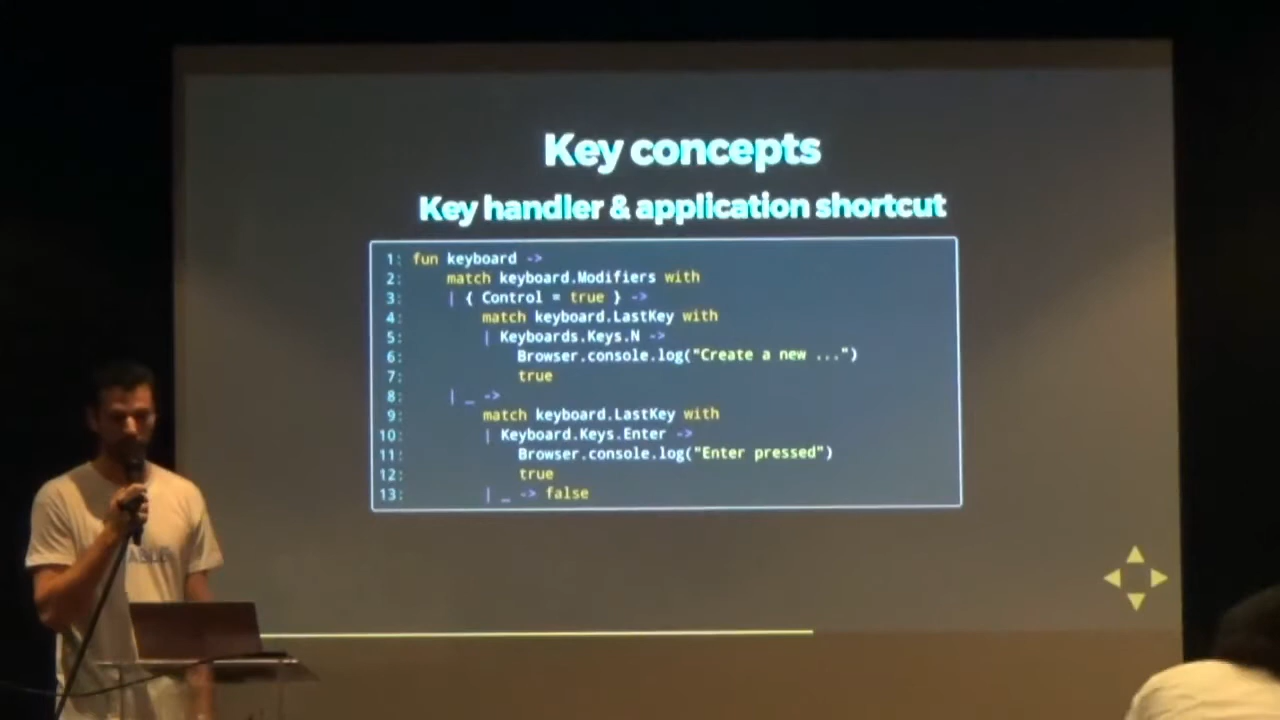 Key concepts
Key handler & application shortcut
1: fun keyboard ->
2: match keyboard.Modifiers with
3: | { Control = true } ->
4: match keyboard.LastKey with
5: | Keyboards.Keys.N ->
6: Browser.console.log("Create a new ...")
7: true
8: | _ ->
9: match keyboard.LastKey with
10: | Keyboard.Keys.Enter ->
11: Browser.console.log("Enter pressed")
12: true
13: | _ -> false